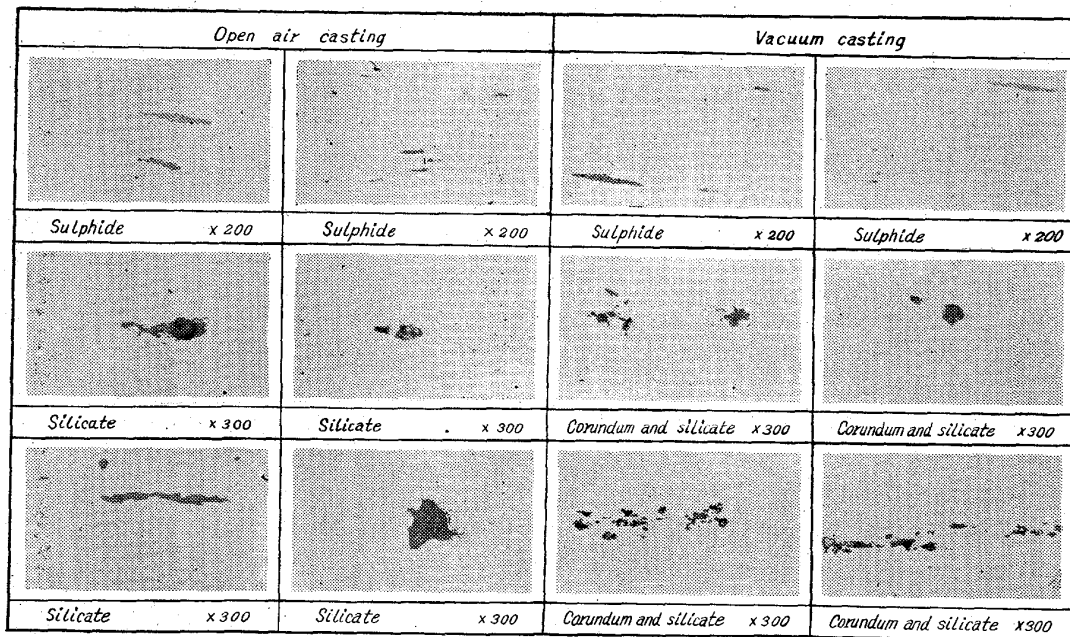 Open air casting Vacuum casting
Sulphide x 200 Sulphide x 200 Sulphide x 200 Sulphide x 200
Silicate x 300 Silicate x 300 Corundum and silicate x 300 Corundum and silicate x 300
Silicate x 300 Silicate x 300 Corundum and silicate x 300 Corundum and silicate x 300